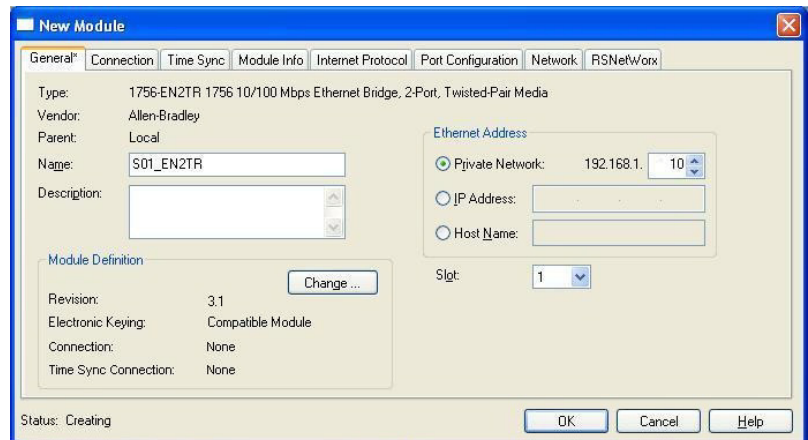 New Module
General* Connection Time Sync Module Info Internet Protocol Port Configuration Network RSNetWorx
Type: 1756-EN2TR 1756 10/100 Mbps Ethernet Bridge, 2-Port, Twisted-Pair Media
Vendor: Allen-Bradley
Parent: Local
Name: S01_EN2TR
Description:
Ethernet Address
Private Network: 192.168.1. 10
IP Address:
Host Name:
Slot: 1
Module Definition
Change ...
Revision: 3.1
Electronic Keying: Compatible Module
Connection: None
Time Sync Connection: None
Status: Creating
OK Cancel Help